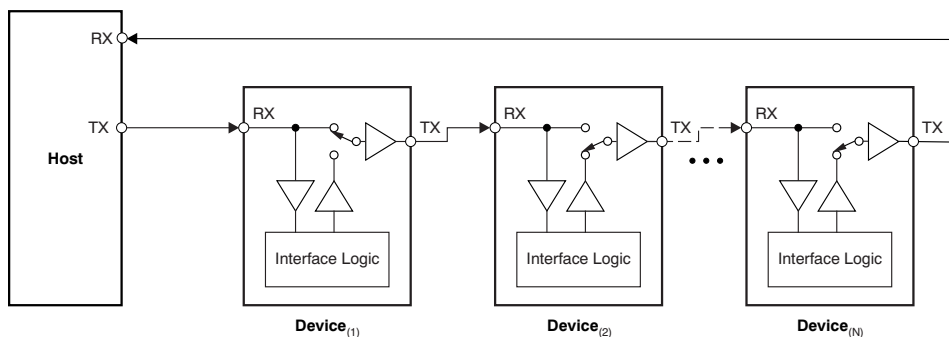 RX
TX
Host
RX
TX
Interface Logic
Device(1)
RX
TX
Interface Logic
Device(2)
RX
TX
Interface Logic
Device(N)